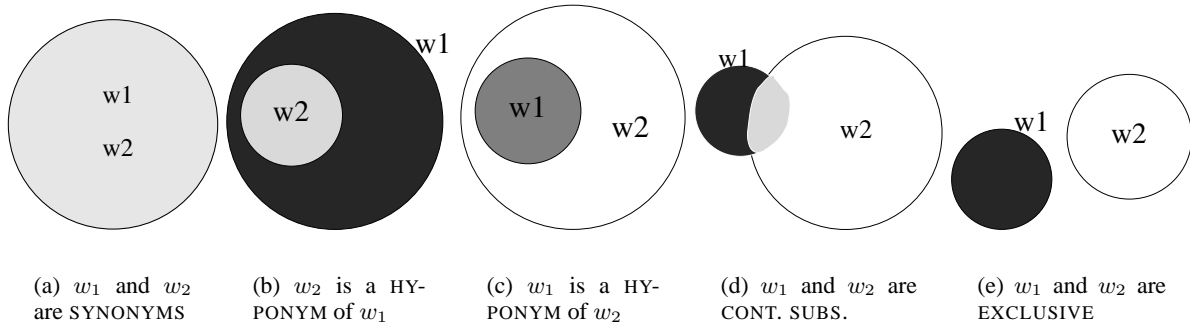 w1
w2
w1
w2
w1
w2
w1
w2
w1
w2
(a) w₁ and w₂
are SYNONYMS
(b) w₂ is a HY-
PONYM of w₁
(c) w₁ is a HY-
PONYM of w₂
(d) w₁ and w₂ are
CONT. SUBS.
(e) w₁ and w₂ are
EXCLUSIVE